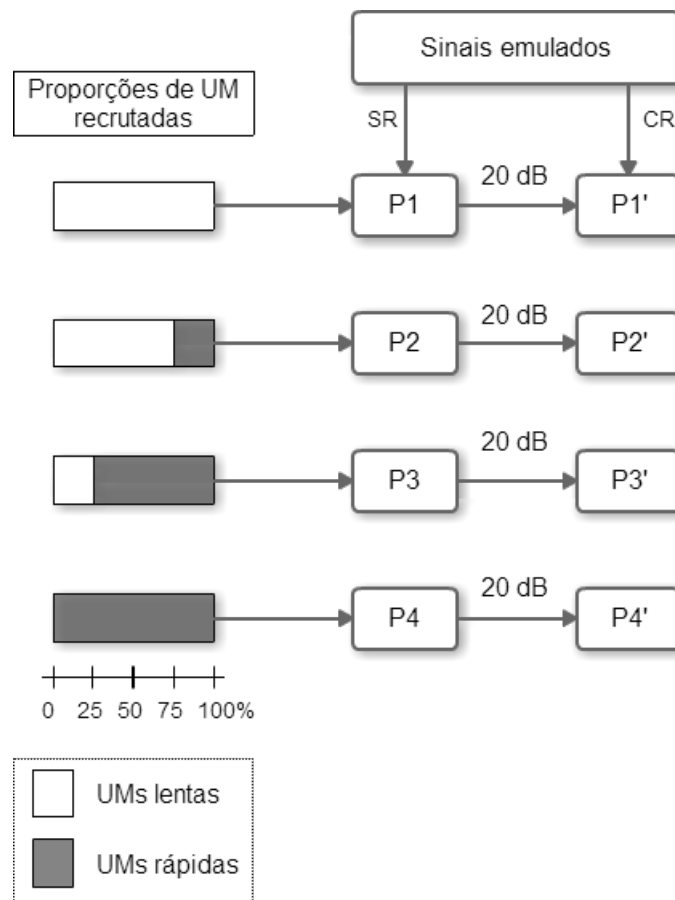 Sinais emulados
Proporções de UM
recrutadas
SR
CR
P1
20 dB
P1'
P2
20 dB
P2'
P3
20 dB
P3'
P4
20 dB
P4'
0 25 50 75 100%
UMs lentas
UMs rápidas